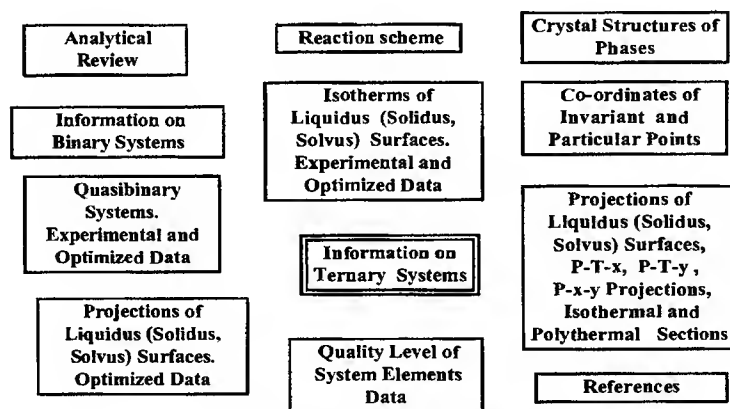 Analytical
Review
Reaction scheme
Crystal Structures of
Phases
Information on
Binary Systems
Isotherms of
Liquidus (Solidus,
Solvus) Surfaces.
Experimental and
Optimized Data
Co-ordinates of
Invariant and
Particular Points
Quasibinary
Systems.
Experimental and
Optimized Data
Information on
Ternary Systems
Projections of
Liquidus (Solidus,
Solvus) Surfaces,
P-T-x, P-T-y ,
P-x-y Projections,
Isothermal and
Polythermal Sections
Projections of
Liquidus (Solidus,
Solvus) Surfaces.
Optimized Data
Quality Level of
System Elements
Data
References